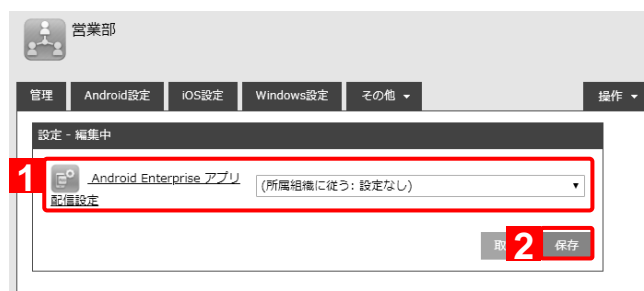 営業部
管理 Android設定 iOS設定 Windows設定 その他 操作
設定 - 編集中
1
Android Enterprise アプリ
配信設定
(所属組織に従う: 設定なし)
取 2 保存